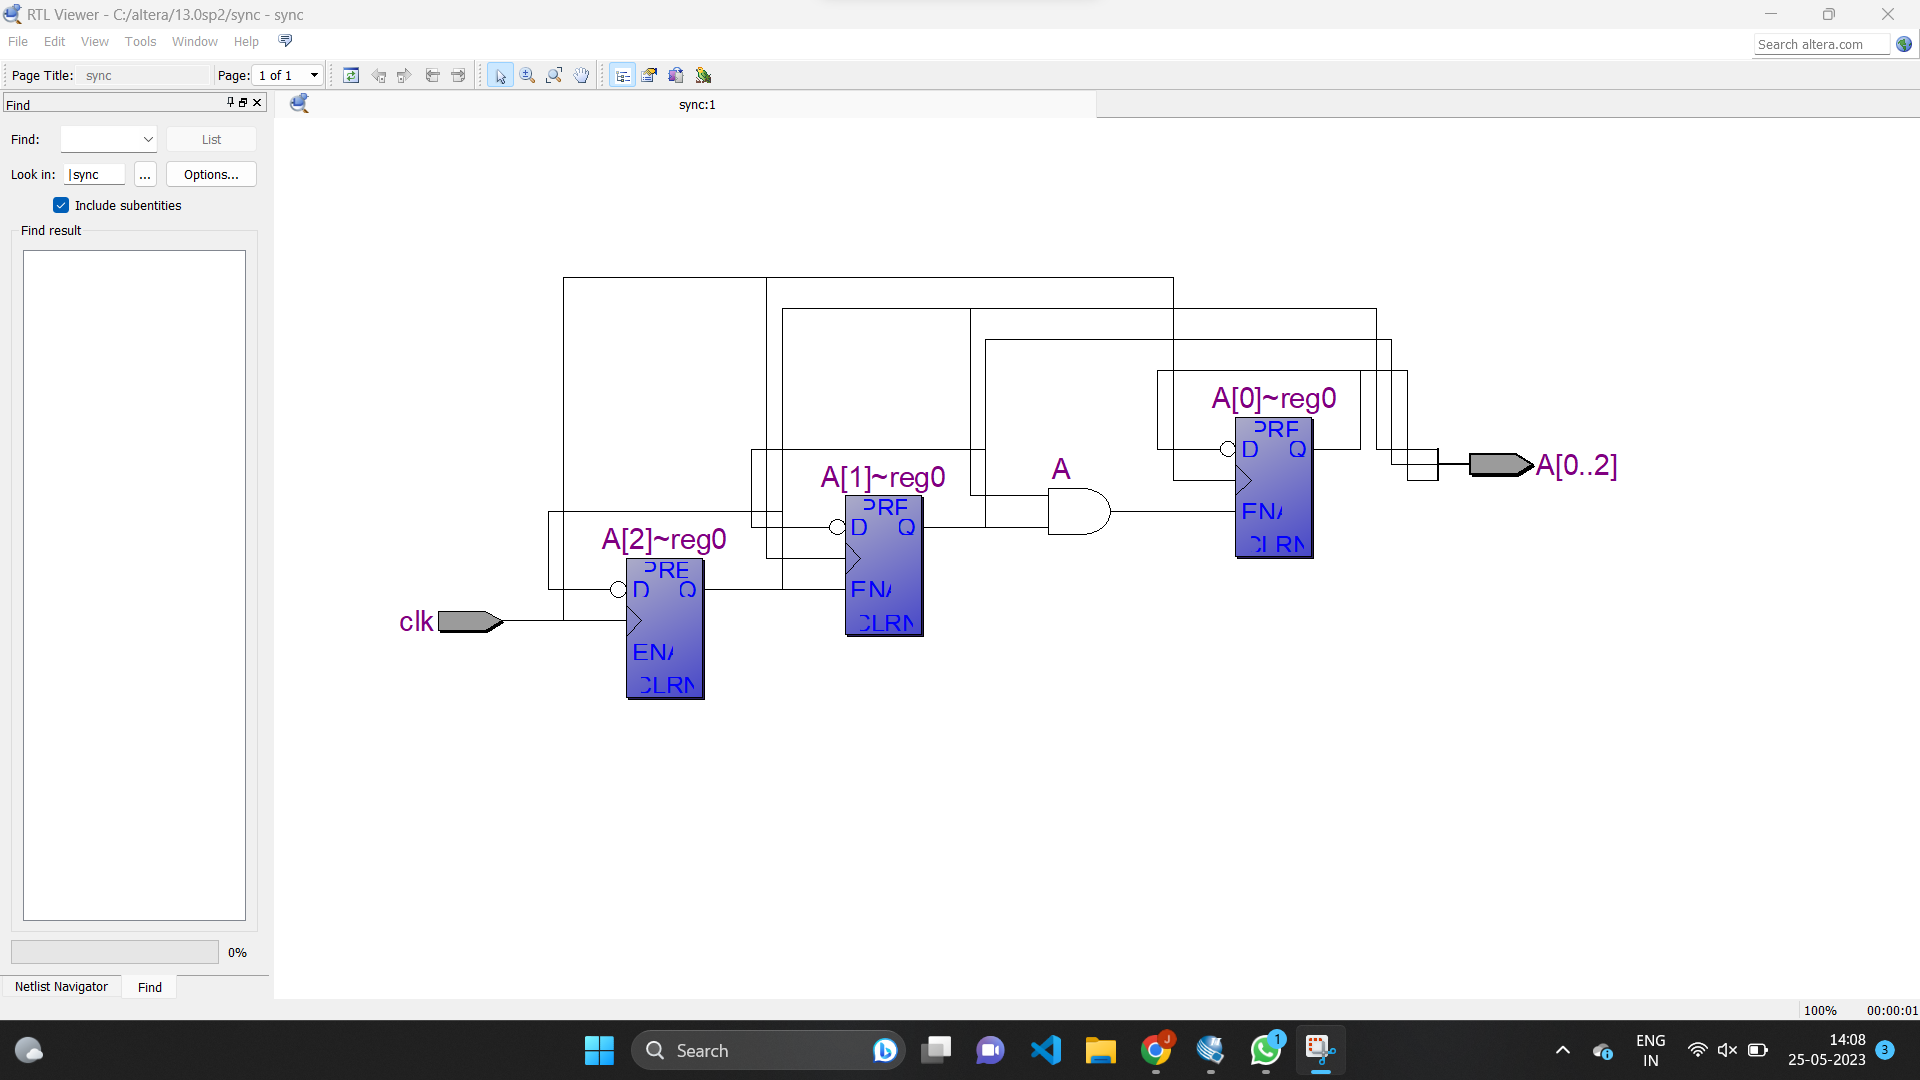 RTL Viewer - C:/altera/13.0sp2/sync - sync
File Edit View Tools Window Help
Search altera.com
Page Title: sync Page: 1 of 1
Find
sync:1
Find: List
Look in: |sync ... Options...
Include subentities
Find result
A[0]~reg0
PRE
D Q
ENA
CLRN
A[0..2]
A
A[1]~reg0
PRE
D Q
ENA
CLRN
A[2]~reg0
PRE
D Q
ENA
CLRN
clk
0%
Netlist Navigator Find
100% 00:00:01
Search
J
1
ENG
IN
14:08
25-05-2023
3